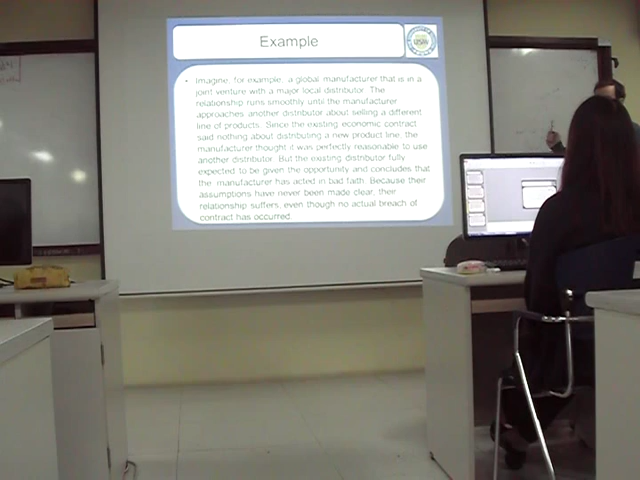 Example
• Imagine, for example, a global manufacturer that is in a
joint venture with a major local distributor. The
relationship runs smoothly until the manufacturer
approaches another distributor about selling a different
line of products. Since the existing economic contract
said nothing about distributing a new product line, the
manufacturer thought it was perfectly reasonable to use
another distributor. But the existing distributor fully
expected to be given the opportunity and concludes that
the manufacturer has acted in bad faith. Because their
assumptions have never been made clear, their
relationship suffers, even though no actual breach of
contract has occurred.